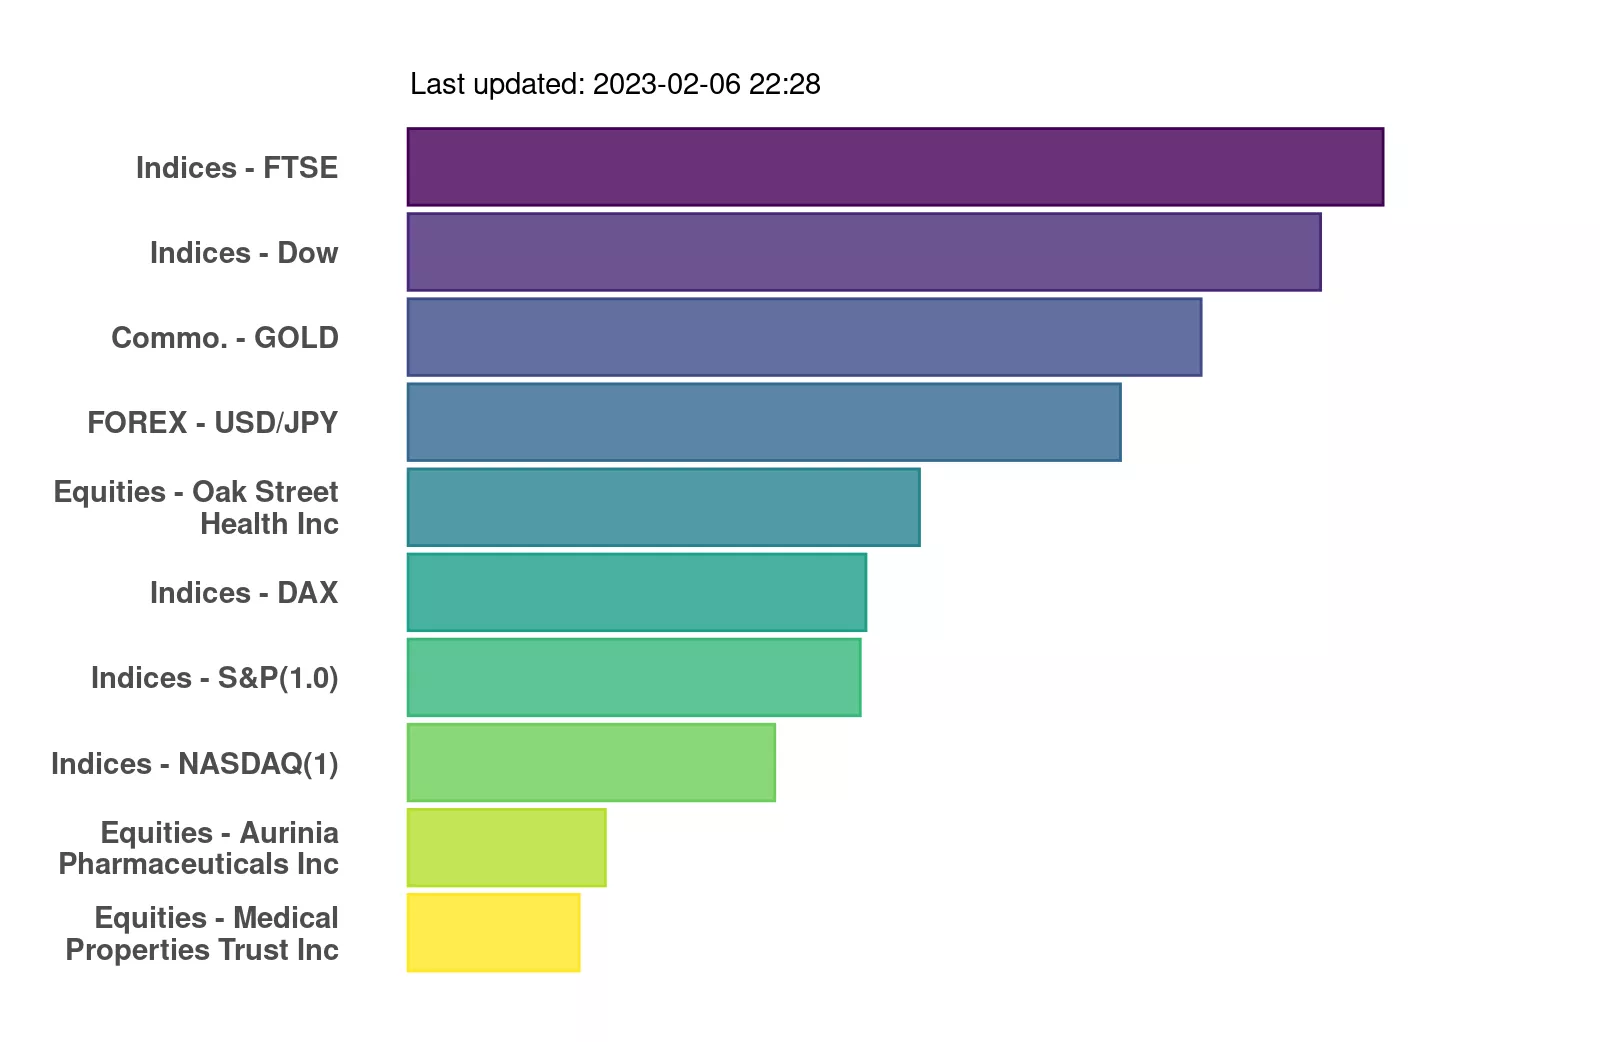 Last updated: 2023-02-06 22:28
Indices - FTSE
Indices - Dow
Commo. - GOLD
FOREX - USD/JPY
Equities - Oak Street
Health Inc
Indices - DAX
Indices - S&P(1.0)
Indices - NASDAQ(1)
Equities - Aurinia
Pharmaceuticals Inc
Equities - Medical
Properties Trust Inc